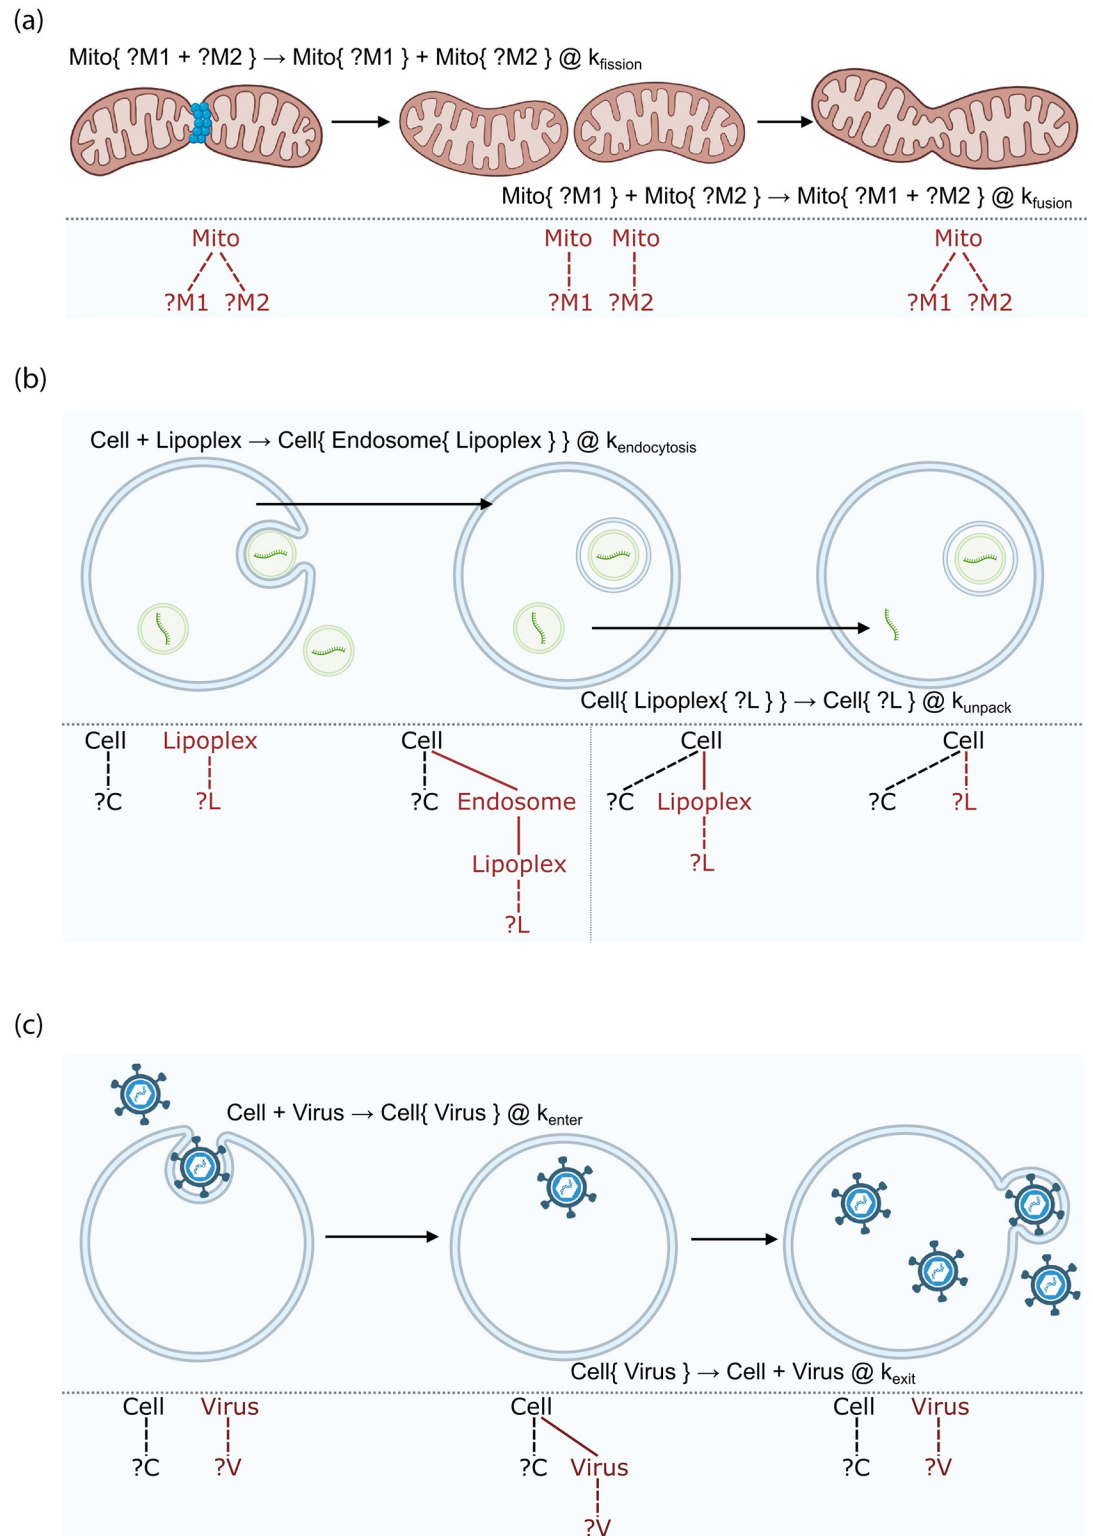 (a)
Mito{ ?M1 + ?M2 } → Mito{ ?M1 } + Mito{ ?M2 } @ kfission
Mito{ ?M1 } + Mito{ ?M2 } → Mito{ ?M1 + ?M2 } @ kfusion
Mito Mito Mito Mito
?M1 ?M2 ?M1 ?M2 ?M1 ?M2
(b)
Cell + Lipoplex → Cell{ Endosome{ Lipoplex } } @ kendocytosis
Cell{ Lipoplex{ ?L } } → Cell{ ?L } @ kunpack
Cell Lipoplex Cell Cell Cell
?C ?L ?C Endosome ?C Lipoplex ?C ?L
Lipoplex ?L
?L
(c)
Cell + Virus → Cell{ Virus } @ kenter
Cell{ Virus } → Cell + Virus @ kexit
Cell Virus Cell Cell Virus
?C ?V ?C Virus ?C ?V
?V